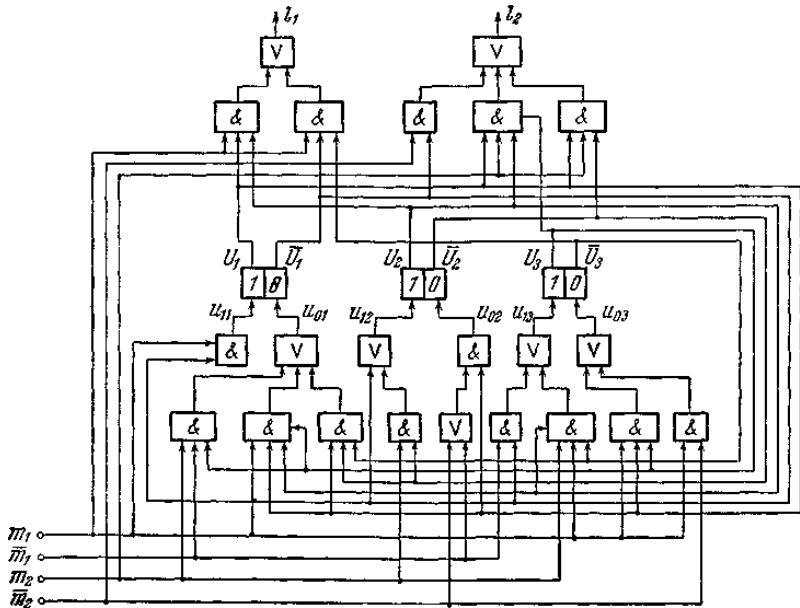 l₁ l₂
V V
& & & & &
U₁ Ū₁ U₂ Ū₂ U₃ Ū₃
1 0 1 0 1 0
u₁₁ u₀₁ u₁₂ u₀₂ u₁₃ u₀₃
& V V & V V
& & & & V & & & &
m₁
m̄₁
m₂
m̄₂